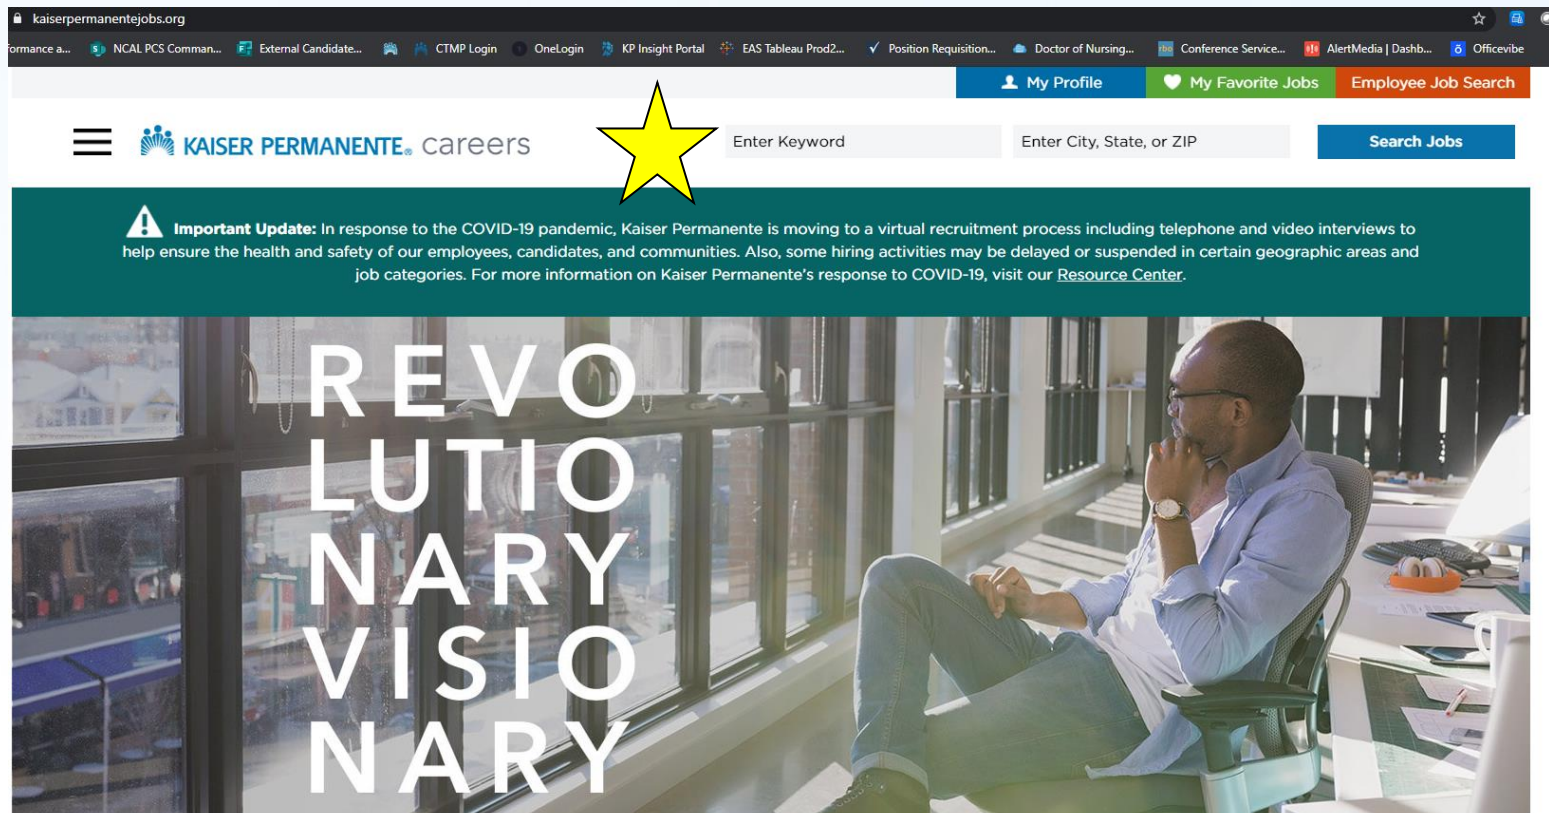 kaiserpermanentejobs.org
formance a... NCAL PCS Comman... External Candidate... CTMP Login OneLogin KP Insight Portal EAS Tableau Prod2... Position Requisition... Doctor of Nursing... rbo Conference Service... AlertMedia | Dashb... Officevibe
My Profile My Favorite Jobs Employee Job Search
KAISER PERMANENTE® careers Enter Keyword Enter City, State, or ZIP Search Jobs
Important Update: In response to the COVID-19 pandemic, Kaiser Permanente is moving to a virtual recruitment process including telephone and video interviews to
help ensure the health and safety of our employees, candidates, and communities. Also, some hiring activities may be delayed or suspended in certain geographic areas and
job categories. For more information on Kaiser Permanente's response to COVID-19, visit our Resource Center.
REVO
LUTIO
NARY
VISIO
NARY